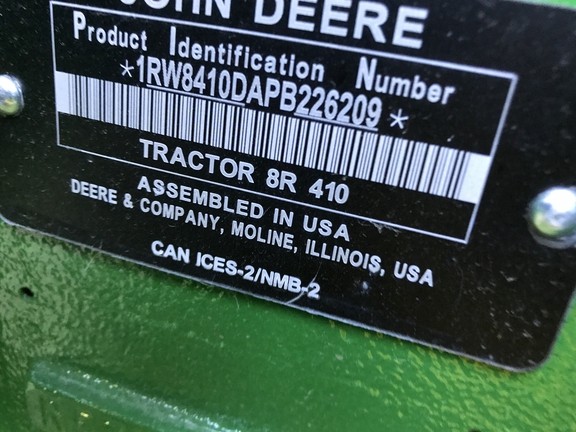 JOHN DEERE
Product Identification Number
*1RW8410DAPB226209*
TRACTOR 8R 410
ASSEMBLED IN USA
DEERE & COMPANY, MOLINE, ILLINOIS, USA
CAN ICES-2/NMB-2